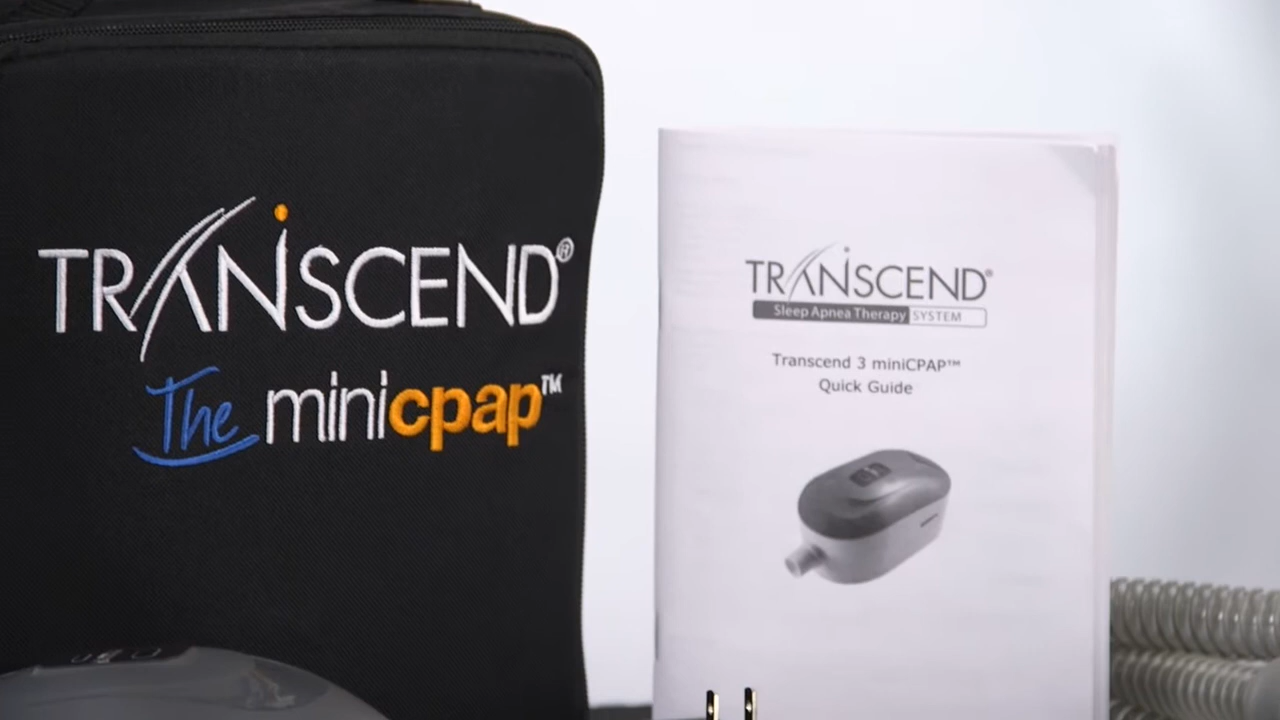 TRANSCEND®
The minicpap™
TRANSCEND®
Sleep Apnea Therapy SYSTEM
Transcend 3 miniCPAP™
Quick Guide